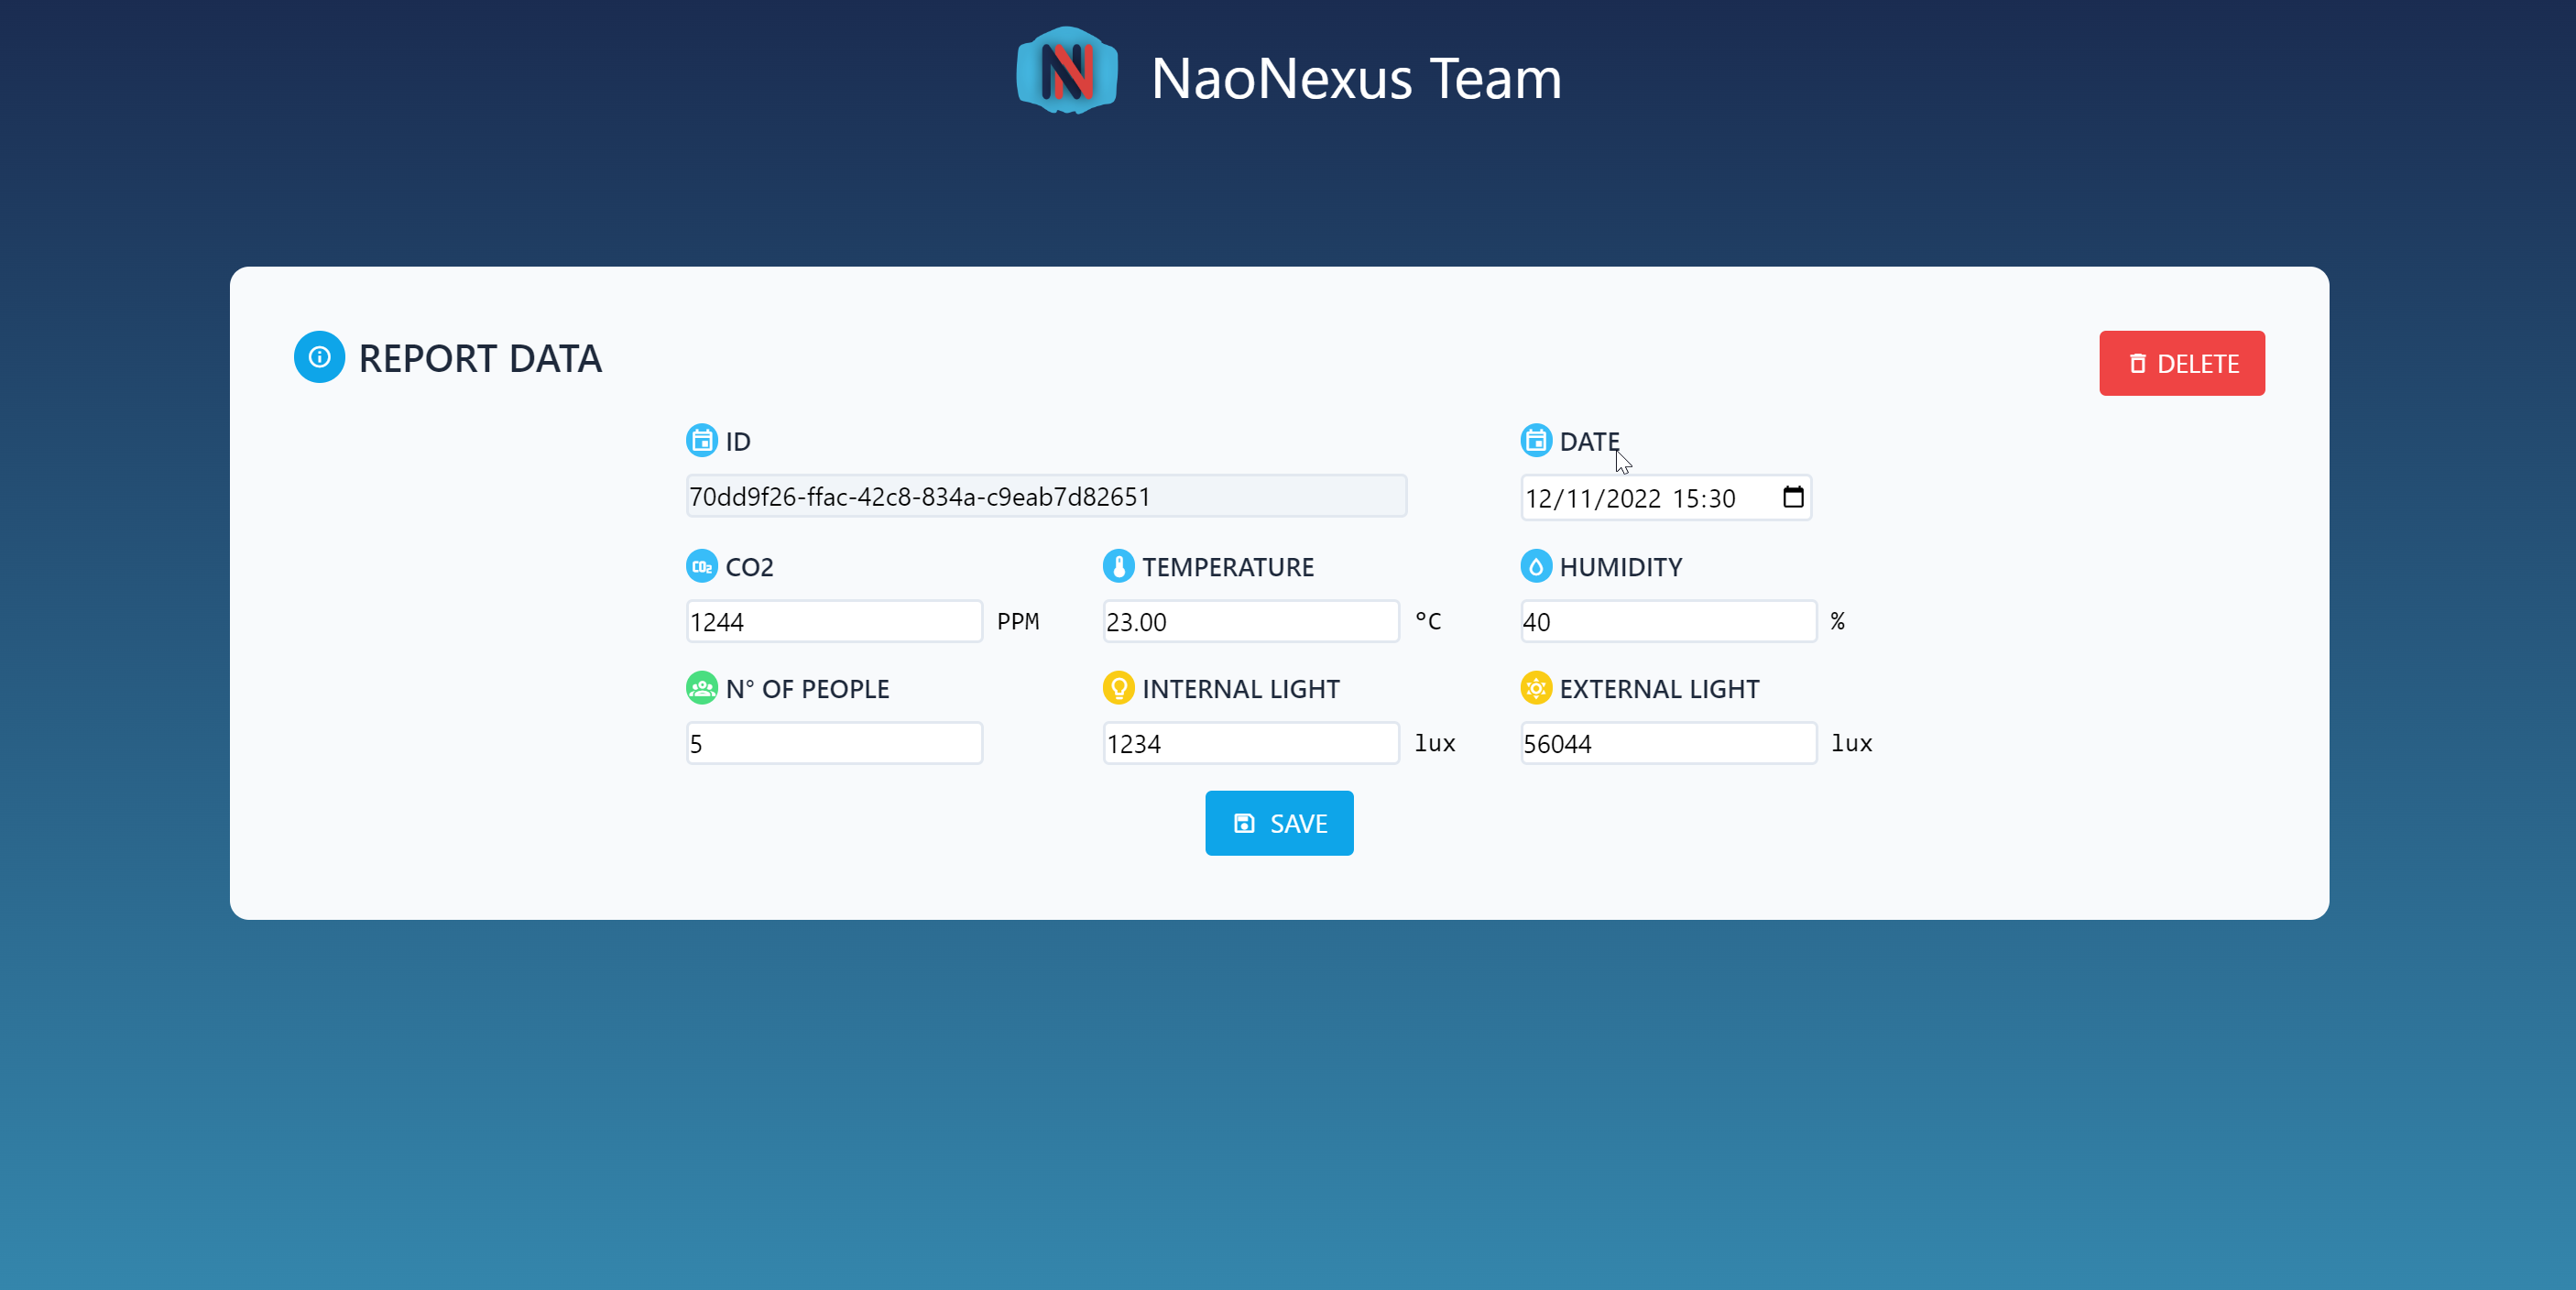 NaoNexus Team
REPORT DATA
DELETE
ID
DATE
70dd9f26-ffac-42c8-834a-c9eab7d82651
12/11/2022 15:30
CO2
TEMPERATURE
HUMIDITY
1244 PPM
23.00 °C
40 %
N° OF PEOPLE
INTERNAL LIGHT
EXTERNAL LIGHT
5
1234 lux
56044 lux
SAVE